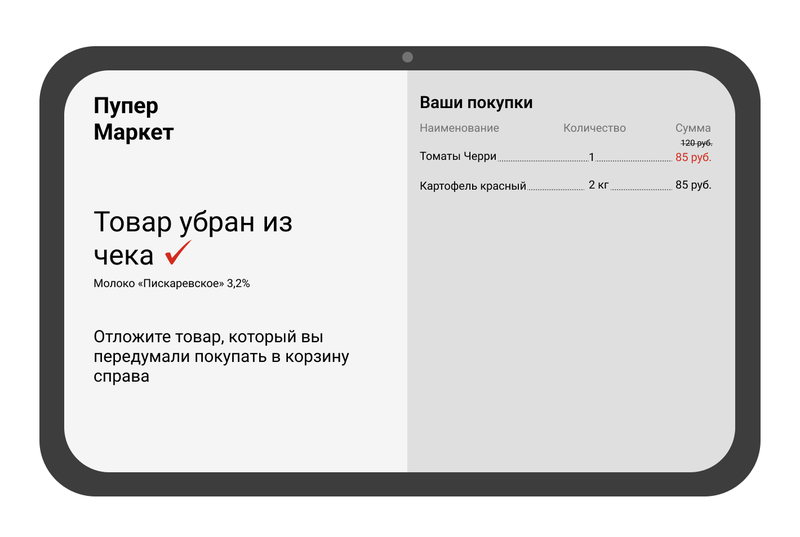 Пупер
Маркет
Товар убран из
чека
Молоко «Пискаревское» 3,2%
Отложите товар, который вы
передумали покупать в корзину
справа
Ваши покупки
Наименование Количество Сумма
120 руб.
Томаты Черри 1 85 руб.
Картофель красный 2 кг 85 руб.